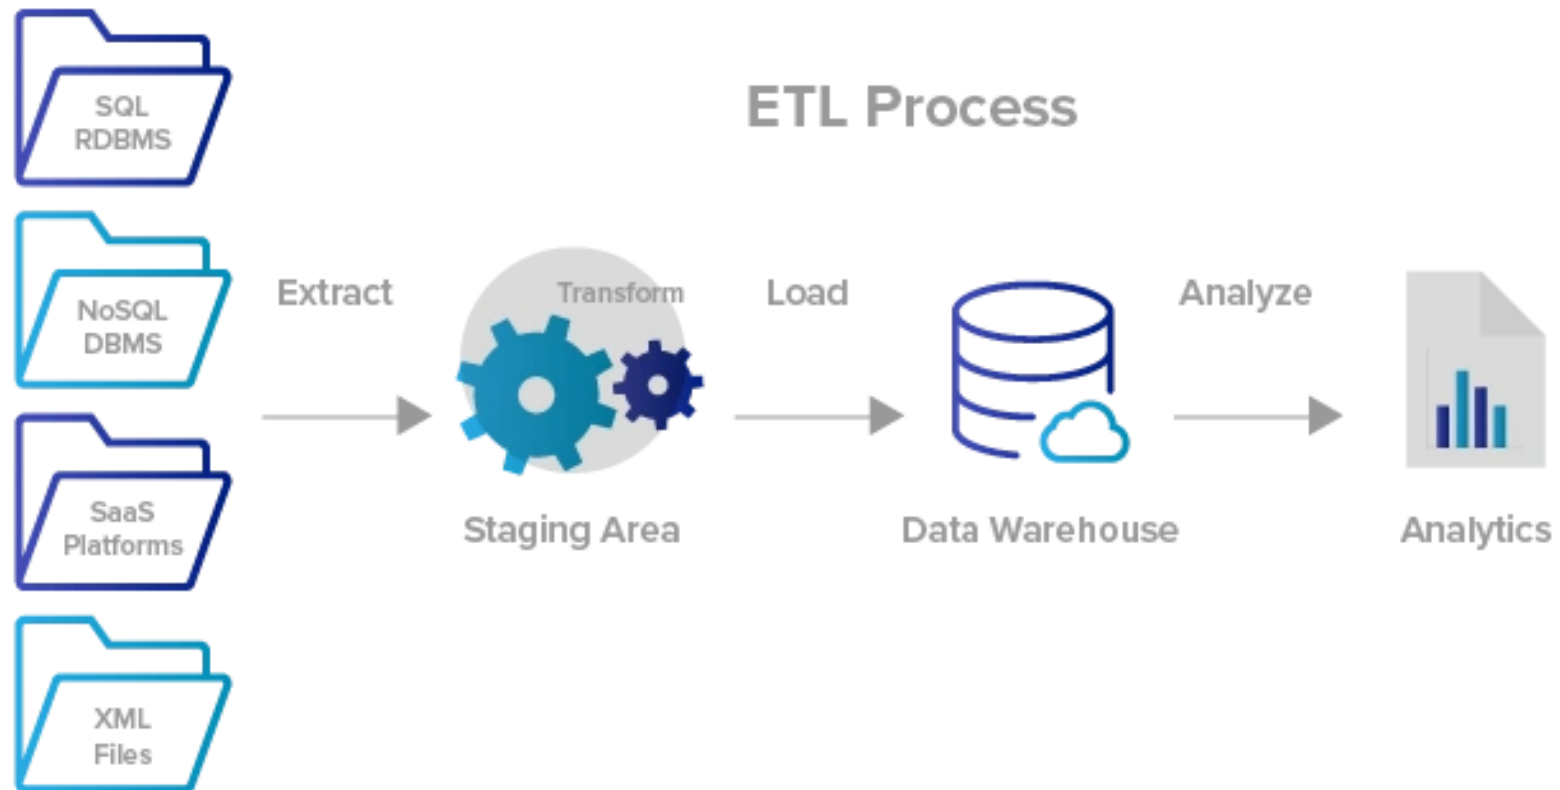 ETL Process
SQL
RDBMS
NoSQL
DBMS
SaaS
Platforms
XML
Files
Extract
Transform
Staging Area
Load
Data Warehouse
Analyze
Analytics